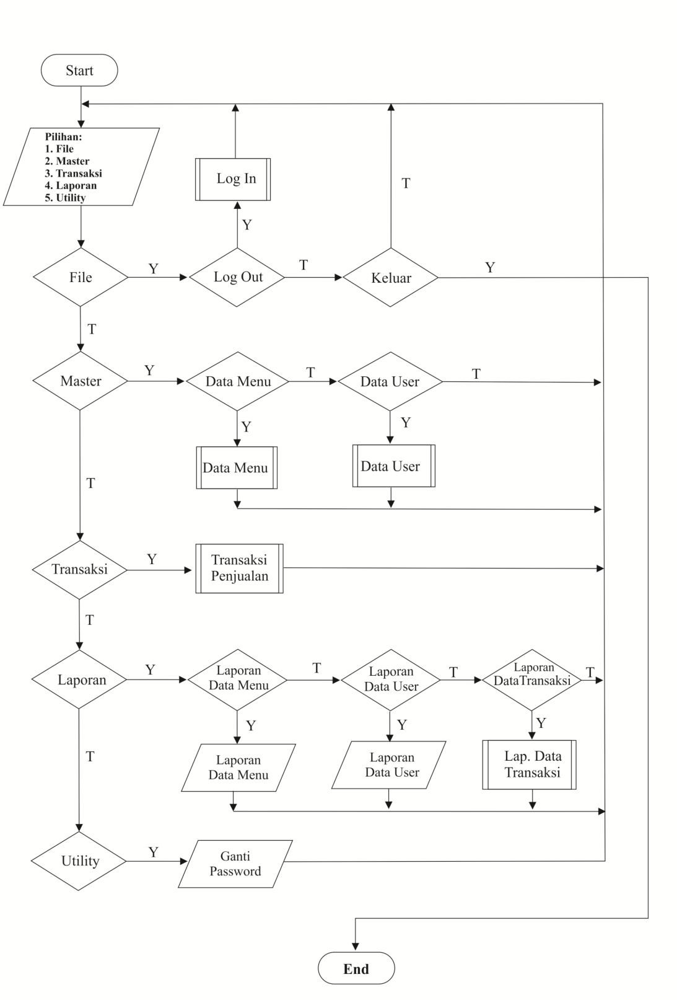 Start
Pilihan:
1. File
2. Master
3. Transaksi
4. Laporan
5. Utility
Log In
T
Y
File
Y
Log Out
T
Keluar
Y
T
Master
Y
Data Menu
T
Data User
T
Y
Y
Data Menu
Data User
T
Transaksi
Y
Transaksi
Penjualan
T
Laporan
Y
Laporan
Data Menu
T
Laporan
Data User
T
Laporan
DataTransaksi
T
Y
Y
Y
Laporan
Data Menu
Laporan
Data User
Lap. Data
Transaksi
T
Utility
Y
Ganti
Password
End